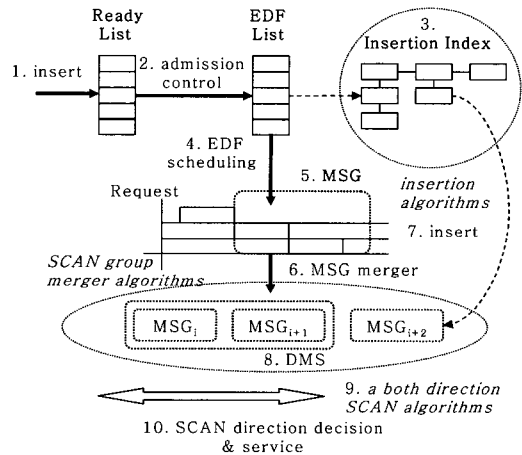 Ready
List
EDF
List
3.
Insertion Index
1. insert
2. admission
control
4. EDF
scheduling
5. MSG
Request
insertion
algorithms
7. insert
SCAN group
merger algorithms
6. MSG merger
MSGi
MSGi+1
MSGi+2
8. DMS
9. a both direction
SCAN algorithms
10. SCAN direction decision
& service